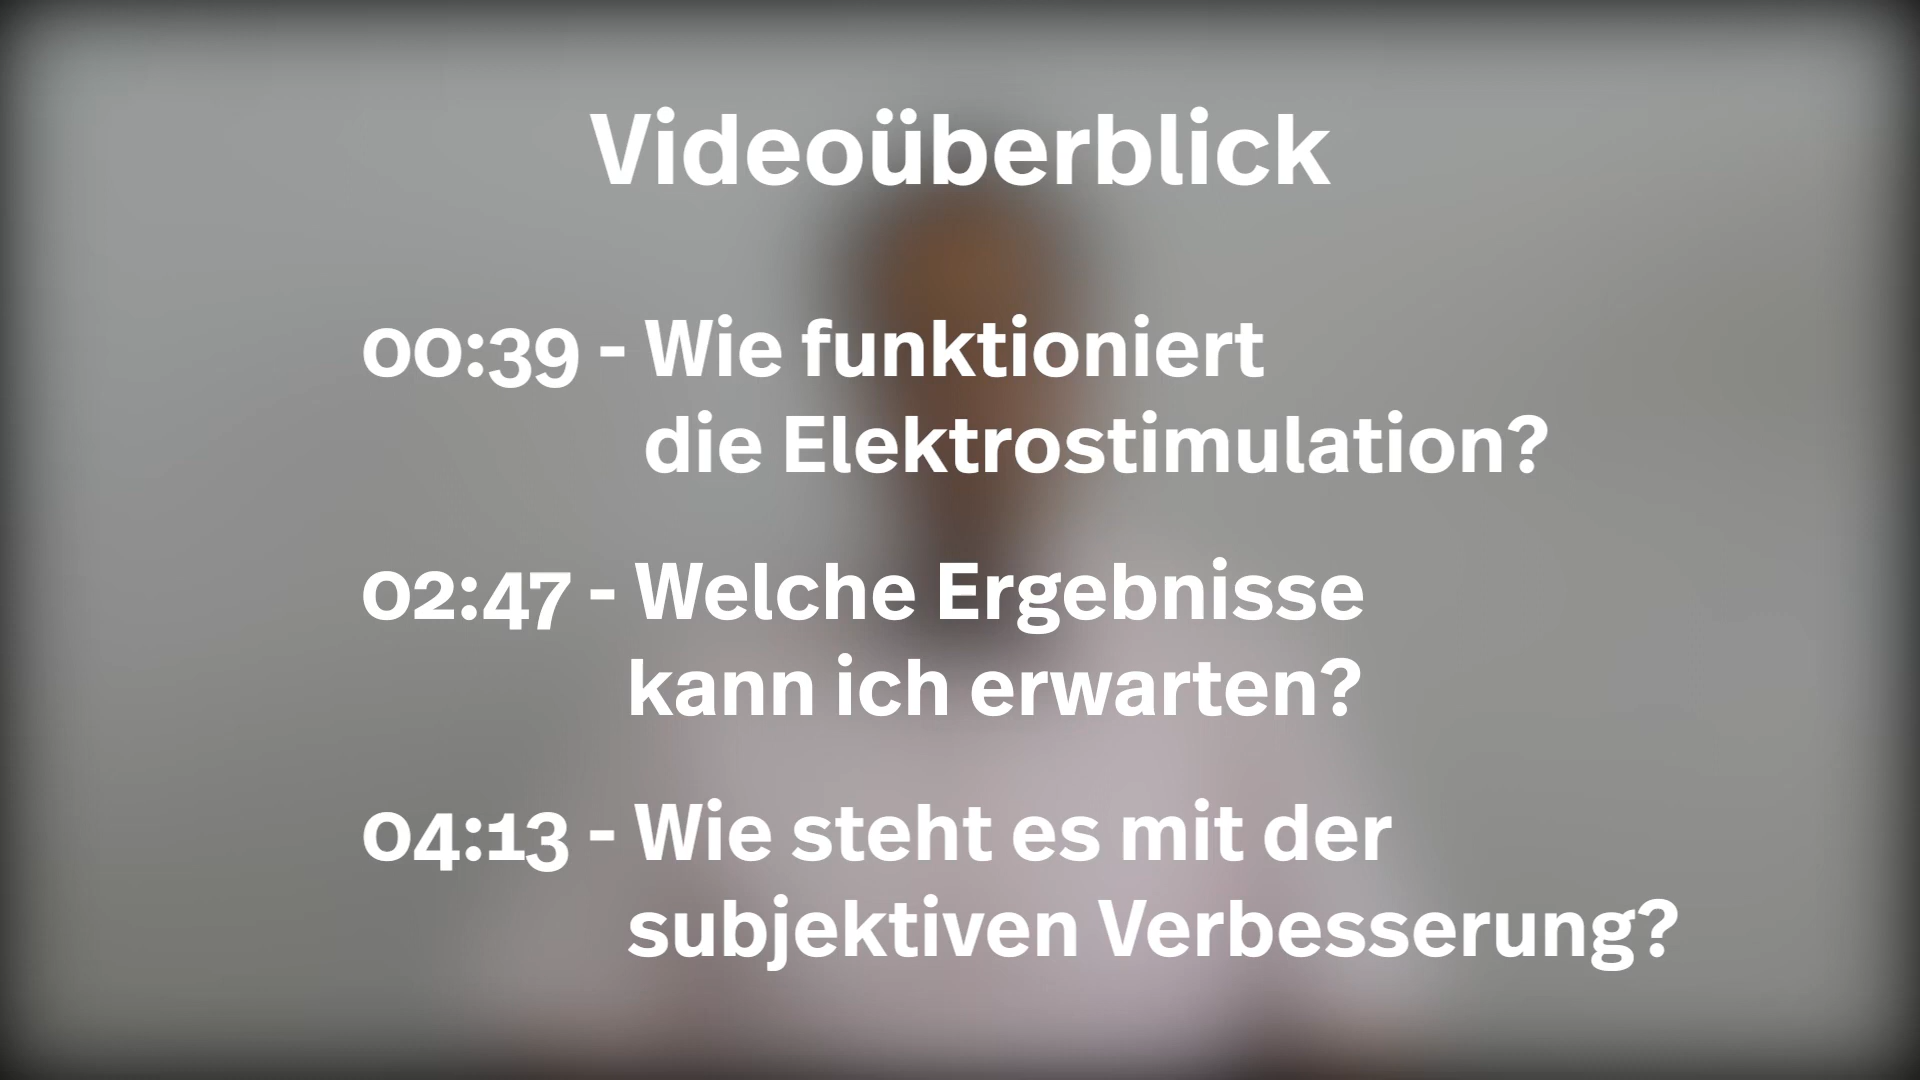 Videoüberblick
00:39 - Wie funktioniert
die Elektrostimulation?
02:47 - Welche Ergebnisse
kann ich erwarten?
04:13 - Wie steht es mit der
subjektiven Verbesserung?